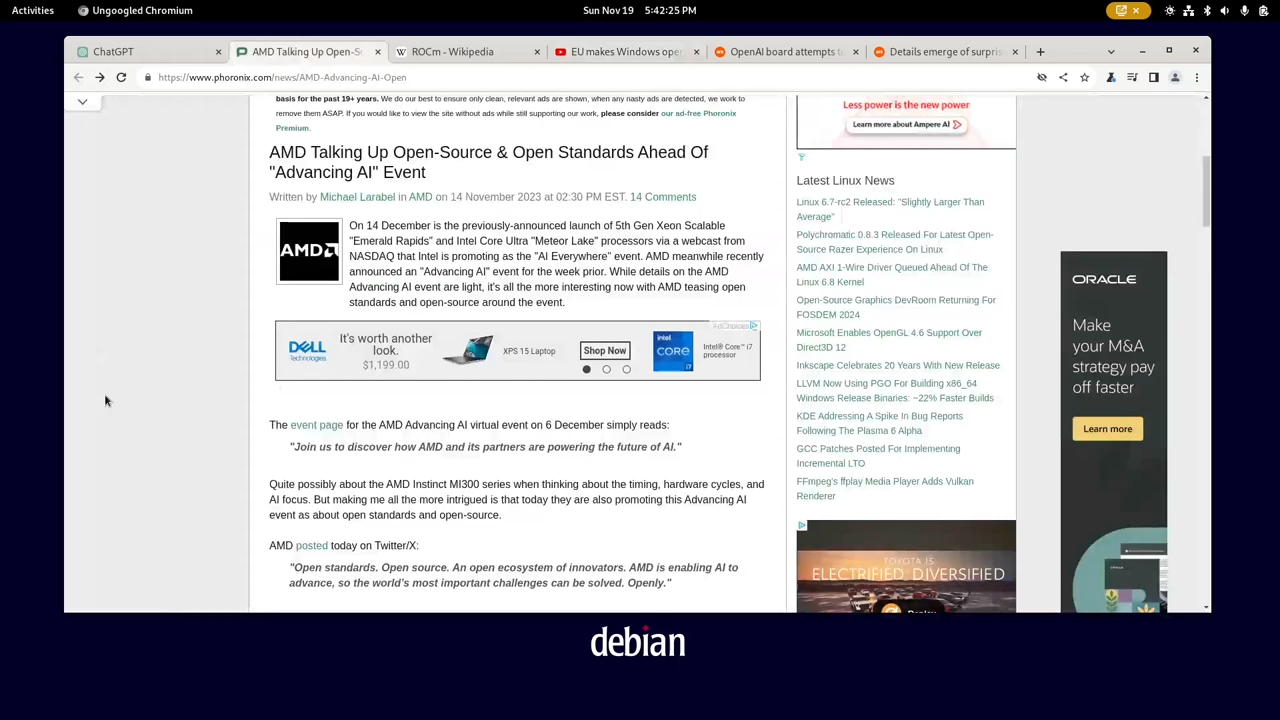 Activities
Ungoogled Chromium
Sun Nov 19 5:42:25 PM
ChatGPT
AMD Talking Up Open-S
ROCm - Wikipedia
EU makes Windows ope
OpenAI board attempts t
Details emerge of surpris
https://www.phoronix.com/news/AMD-Advancing-AI-Open
basis for the past 19+ years. We do our best to ensure only clean, relevant ads are shown, when any nasty ads are detected, we work to
remove them ASAP. If you would like to view the site without ads while still supporting our work, please consider our ad-free Phoronix
Premium.
AMD Talking Up Open-Source & Open Standards Ahead Of
"Advancing AI" Event
Written by Michael Larabel in AMD on 14 November 2023 at 02:30 PM EST. 14 Comments
AMD
On 14 December is the previously-announced launch of 5th Gen Xeon Scalable
"Emerald Rapids" and Intel Core Ultra "Meteor Lake" processors via a webcast from
NASDAQ that Intel is promoting as the "AI Everywhere" event. AMD meanwhile recently
announced an "Advancing AI" event for the week prior. While details on the AMD
Advancing AI event are light, it's all the more interesting now with AMD teasing open
standards and open-source around the event.
AdChoices
DELL
Technologies
It's worth another
look.
$1,199.00
XPS 15 Laptop
Shop Now
intel
CORE
i7
Intel® Core™ i7
processor
The event page for the AMD Advancing AI virtual event on 6 December simply reads:
"Join us to discover how AMD and its partners are powering the future of AI."
Quite possibly about the AMD Instinct MI300 series when thinking about the timing, hardware cycles, and
AI focus. But making me all the more intrigued is that today they are also promoting this Advancing AI
event as about open standards and open-source.
AMD posted today on Twitter/X:
"Open standards. Open source. An open ecosystem of innovators. AMD is enabling AI to
advance, so the world's most important challenges can be solved. Openly."
Less power is the new power
Learn more about Ampere AI
Latest Linux News
Linux 6.7-rc2 Released: "Slightly Larger Than
Average"
Polychromatic 0.8.3 Released For Latest Open-
Source Razer Experience On Linux
AMD AXI 1-Wire Driver Queued Ahead Of The
Linux 6.8 Kernel
Open-Source Graphics DevRoom Returning For
FOSDEM 2024
Microsoft Enables OpenGL 4.6 Support Over
Direct3D 12
Inkscape Celebrates 20 Years With New Release
LLVM Now Using PGO For Building x86_64
Windows Release Binaries: ~22% Faster Builds
KDE Addressing A Spike In Bug Reports
Following The Plasma 6 Alpha
GCC Patches Posted For Implementing
Incremental LTO
FFmpeg's ffplay Media Player Adds Vulkan
Renderer
TOYOTA IS
ELECTRIFIED DIVERSIFIED
ORACLE
Make
your M&A
strategy pay
off faster
Learn more
debian